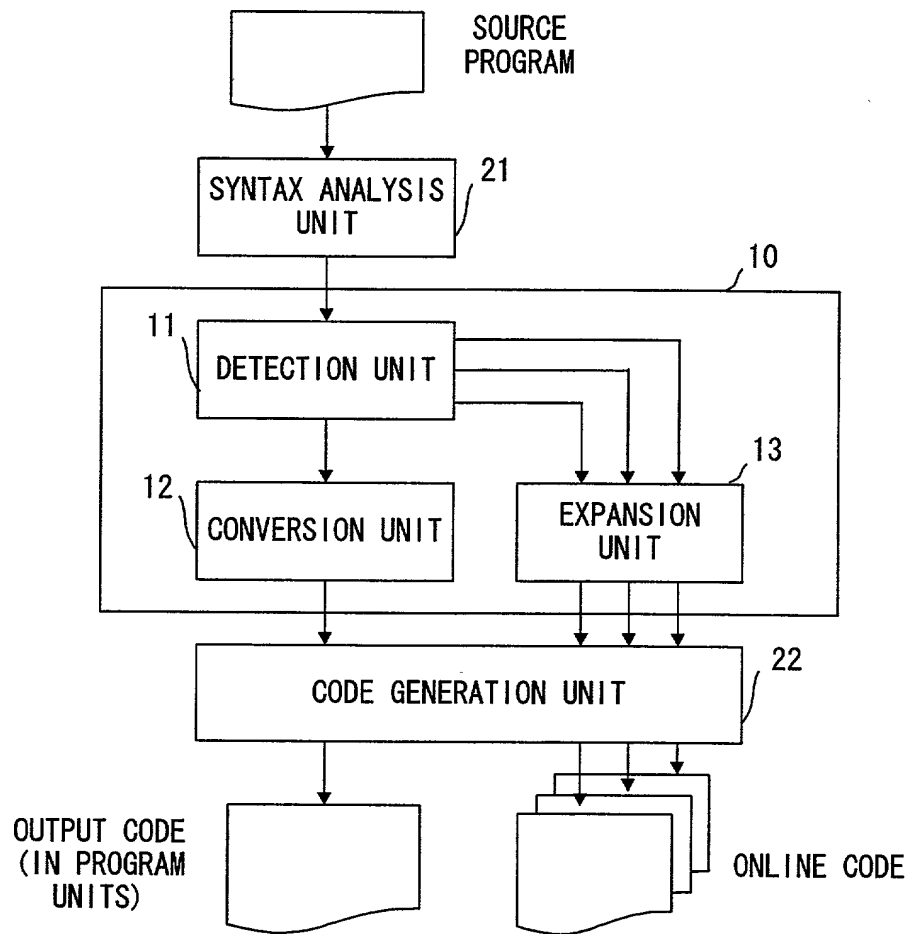 SOURCE
PROGRAM
21
SYNTAX ANALYSIS
UNIT
10
11
DETECTION UNIT
13
12
CONVERSION UNIT
EXPANSION
UNIT
22
CODE GENERATION UNIT
OUTPUT CODE
(IN PROGRAM
UNITS)
ONLINE CODE